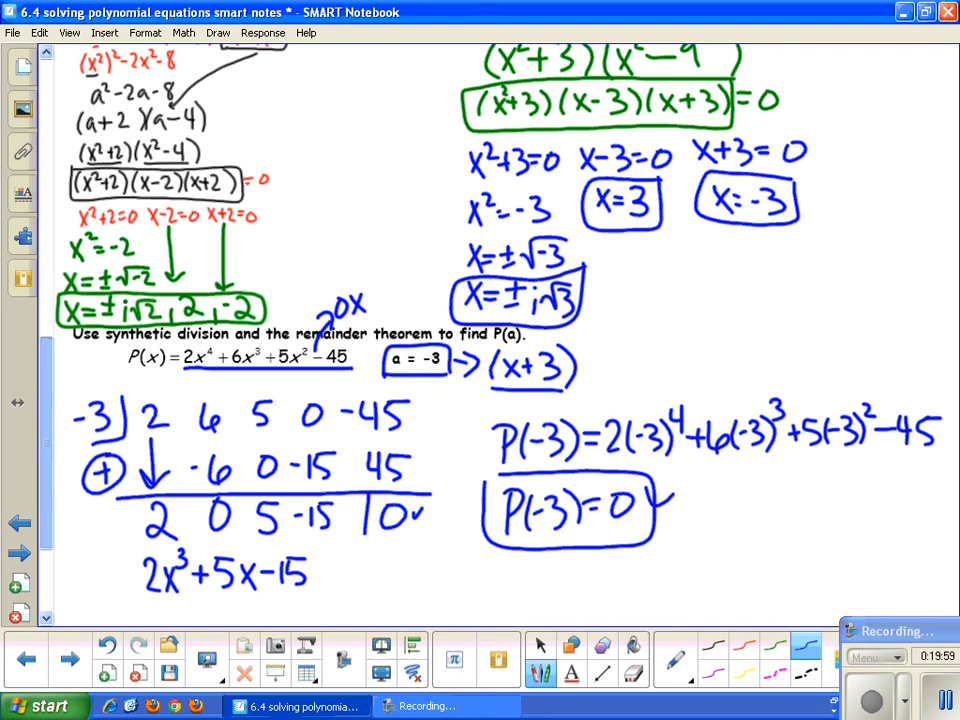 6.4 solving polynomial equations smart notes * - SMART Notebook
File Edit View Insert Format Math Draw Response Help
(x²)²-2x²-8
a²-2a-8
(a+2)(a-4)
(x²+2)(x²-4)
(x²+2)(x-2)(x+2)=0
x²+2=0 x-2=0 x+2=0
x²=-2
x=±√-2
x=±i√2, 2, -2
(x²+3)(x²-9)
(x²+3)(x-3)(x+3)=0
x²+3=0 x-3=0 x+3=0
x²=-3 x=3 x=-3
x=±√-3
x=±i√3
0x
Use synthetic division and the remainder theorem to find P(a).
P(x) = 2x⁴ + 6x³ + 5x² − 45 a = -3 → (x+3)
-3 2 6 5 0 -45
+ ↓ -6 0 -15 45
2 0 5 -15 0✓
2x³+5x-15
P(-3)=2(-3)⁴+6(-3)³+5(-3)²-45
P(-3)=0✓
Recording...
Menu 0:19:59
start
6.4 solving polynomia...
Recording...